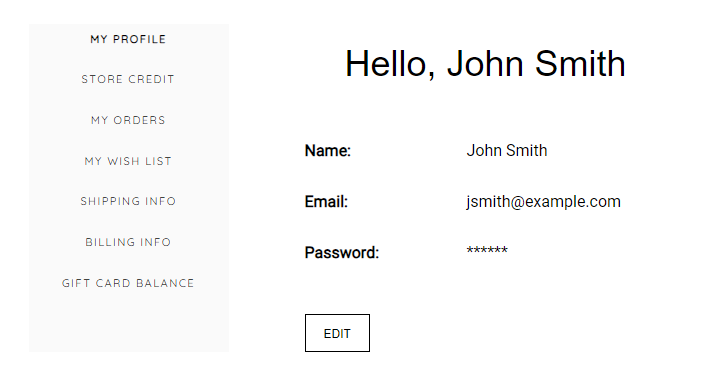 MY PROFILE
STORE CREDIT
MY ORDERS
MY WISH LIST
SHIPPING INFO
BILLING INFO
GIFT CARD BALANCE
Hello, John Smith
Name: John Smith
Email: jsmith@example.com
Password: ******
EDIT